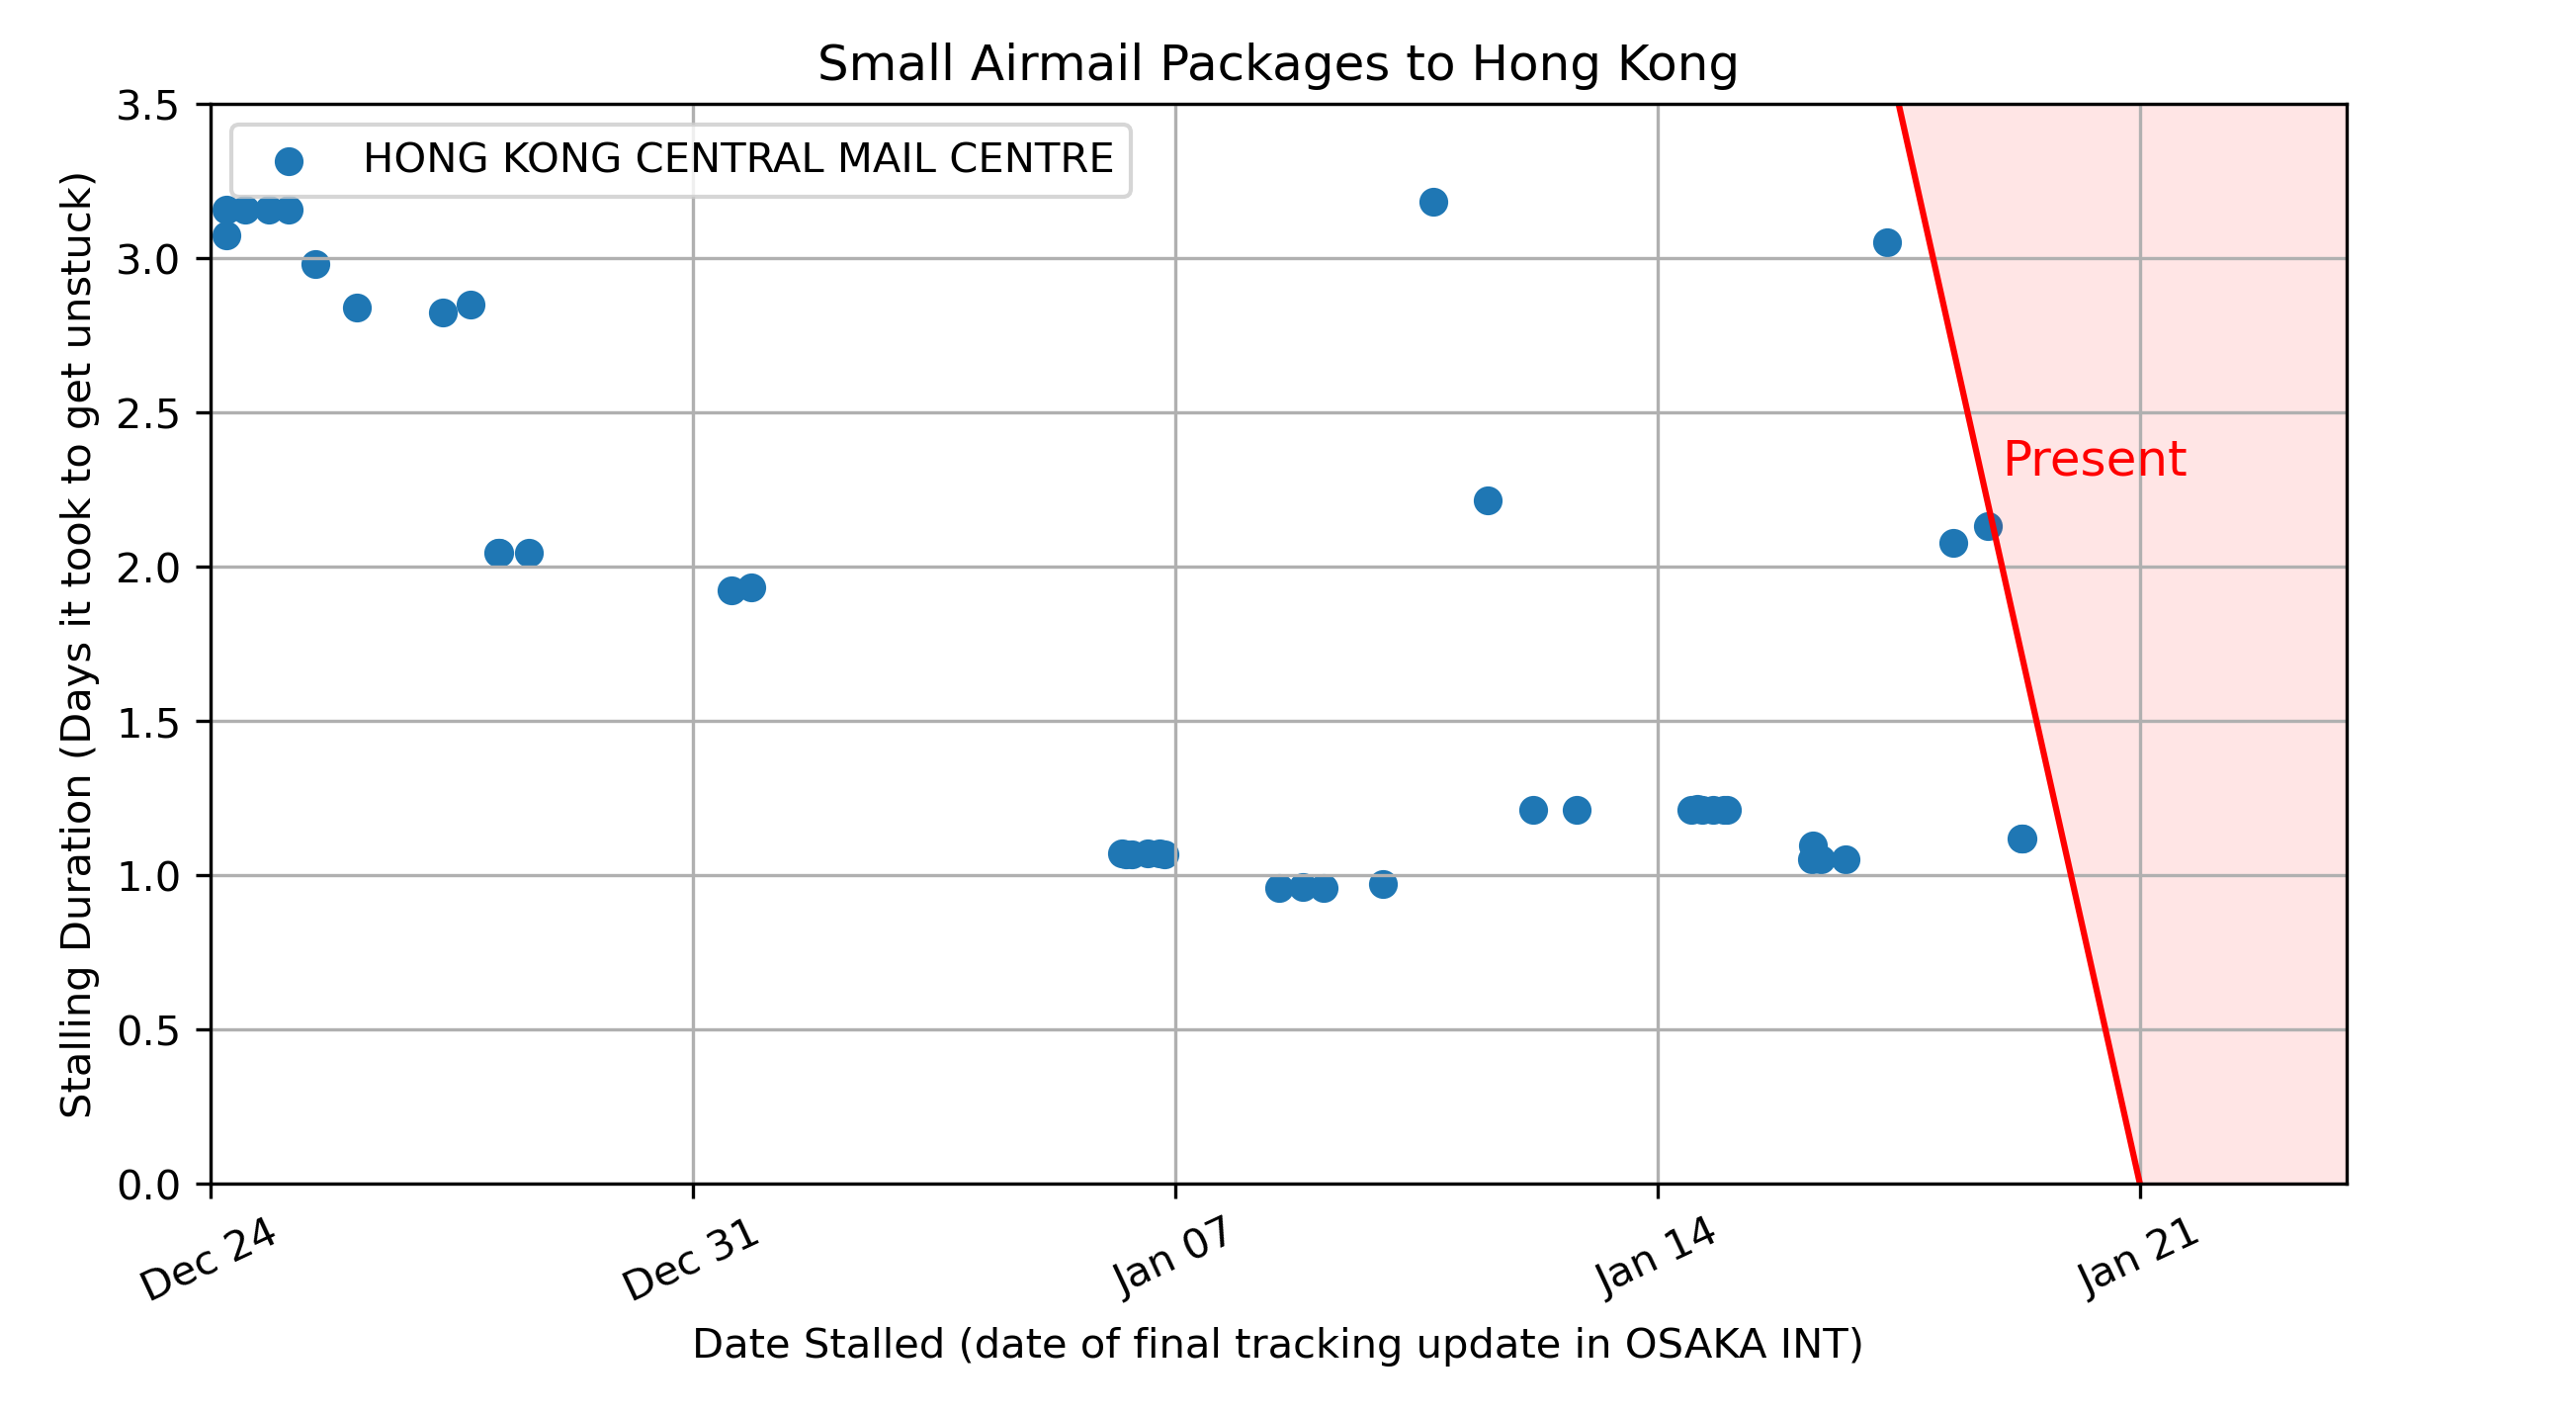 Small Airmail Packages to Hong Kong
HONG KONG CENTRAL MAIL CENTRE
Stalling Duration (Days it took to get unstuck)
3.5
3.0
2.5
2.0
1.5
1.0
0.5
0.0
Present
Dec 24
Dec 31
Jan 07
Jan 14
Jan 21
Date Stalled (date of final tracking update in OSAKA INT)